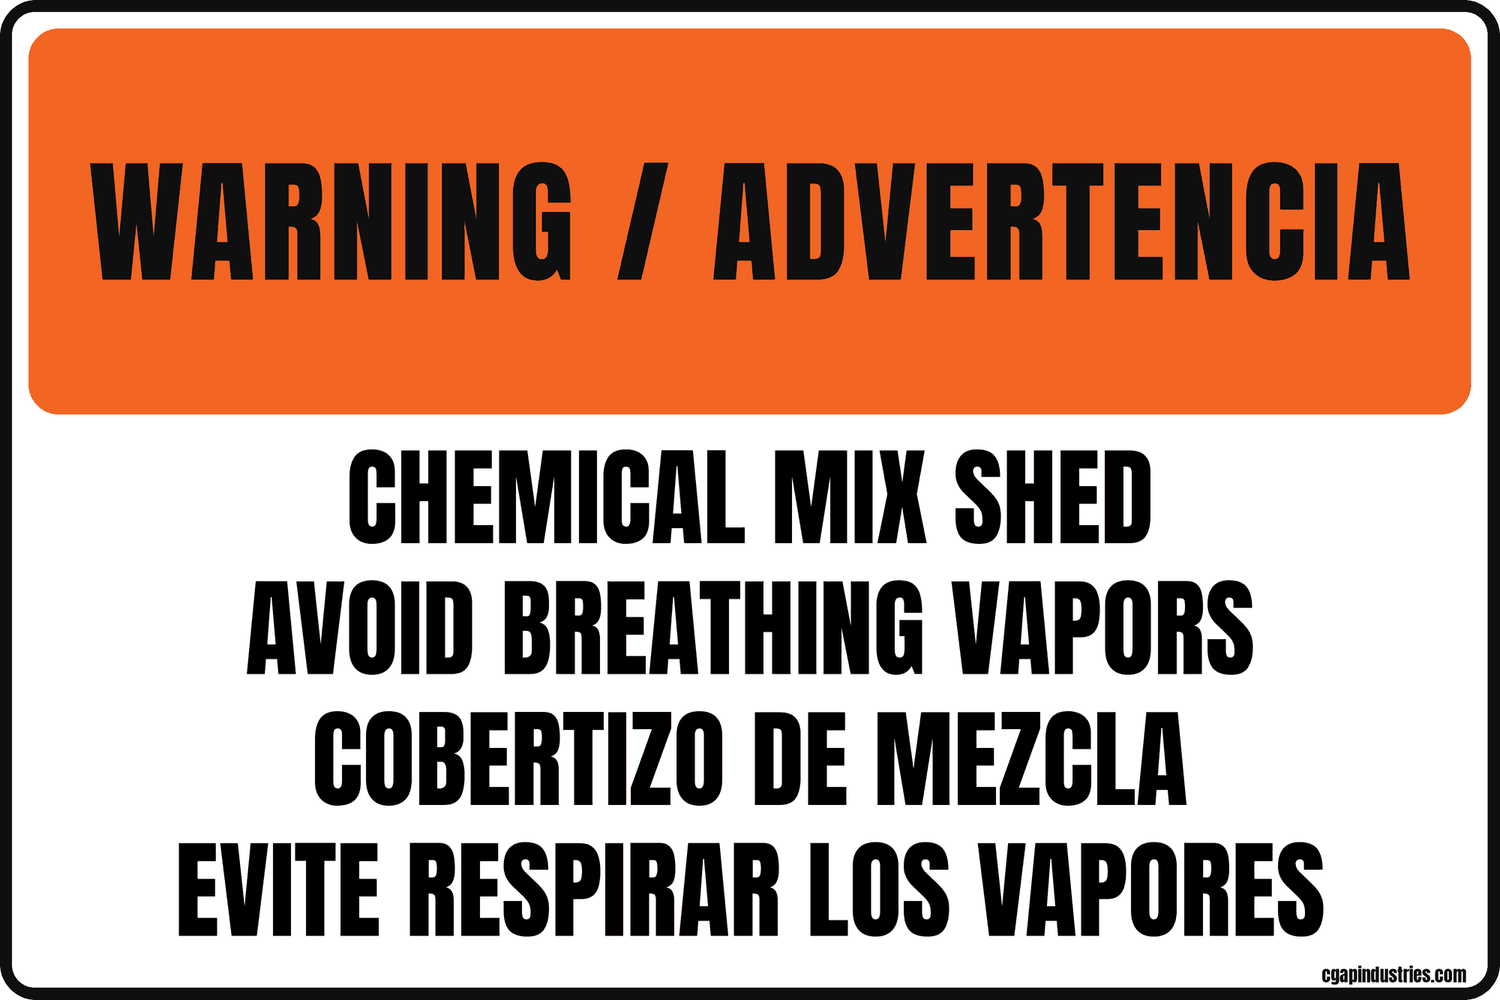 WARNING / ADVERTENCIA
CHEMICAL MIX SHED
AVOID BREATHING VAPORS
COBERTIZO DE MEZCLA
EVITE RESPIRAR LOS VAPORES
cgapindustries.com